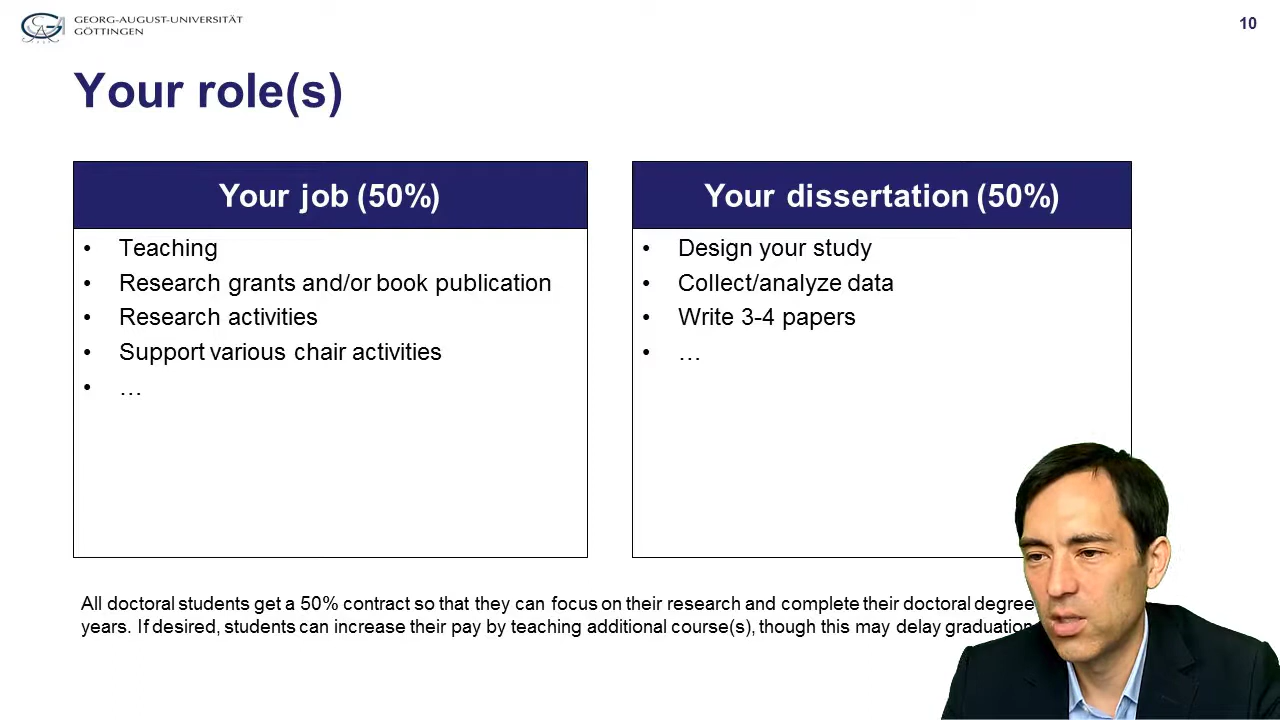 GEORG-AUGUST-UNIVERSITÄT
GÖTTINGEN
10
Your role(s)
Your job (50%)
• Teaching
• Research grants and/or book publication
• Research activities
• Support various chair activities
• …
Your dissertation (50%)
• Design your study
• Collect/analyze data
• Write 3-4 papers
• …
All doctoral students get a 50% contract so that they can focus on their research and complete their doctoral degree
years. If desired, students can increase their pay by teaching additional course(s), though this may delay graduation